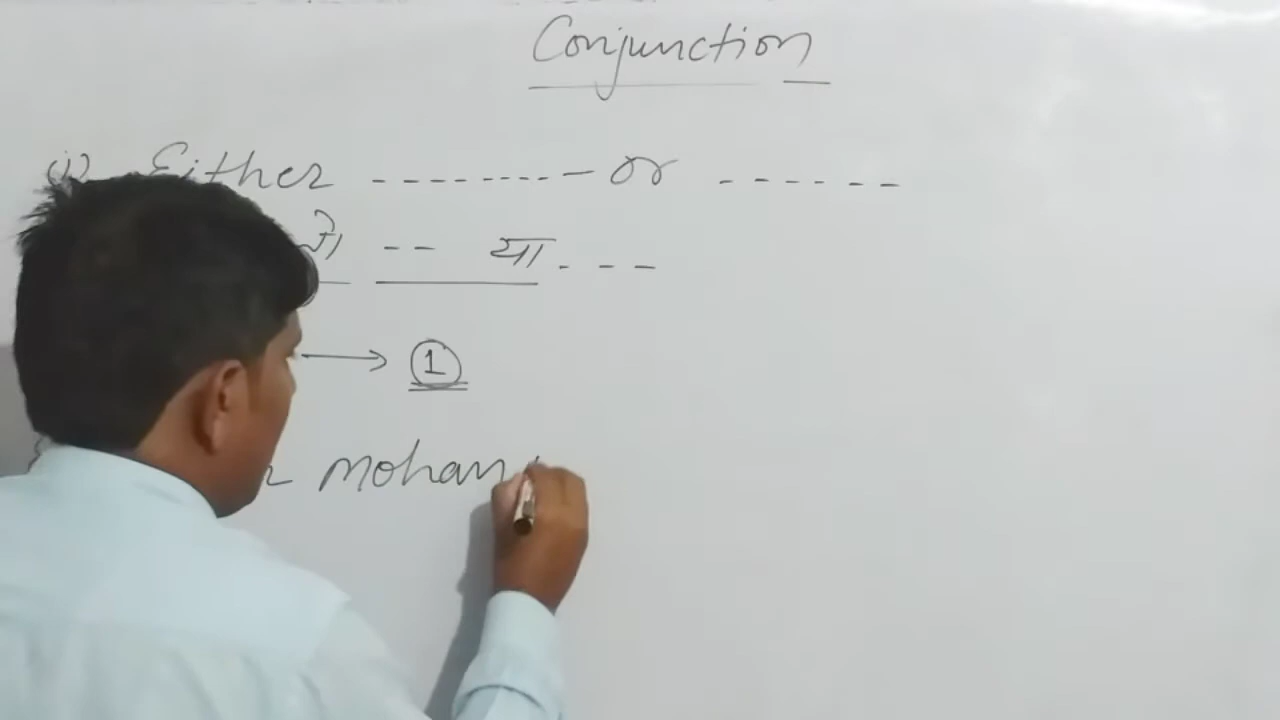 Conjunction
(i) Either --------- or ------
-- या ---
→ ①
mohan